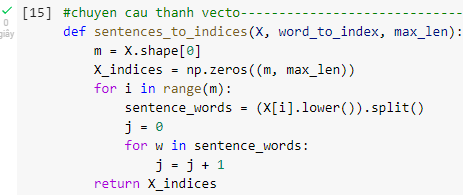 [15] #chuyen cau thanh vecto-----------------------------
0
giây
def sentences_to_indices(X, word_to_index, max_len):
    m = X.shape[0]
    X_indices = np.zeros((m, max_len))
    for i in range(m):
        sentence_words = (X[i].lower()).split()
        j = 0
        for w in sentence_words:
            j = j + 1
    return X_indices